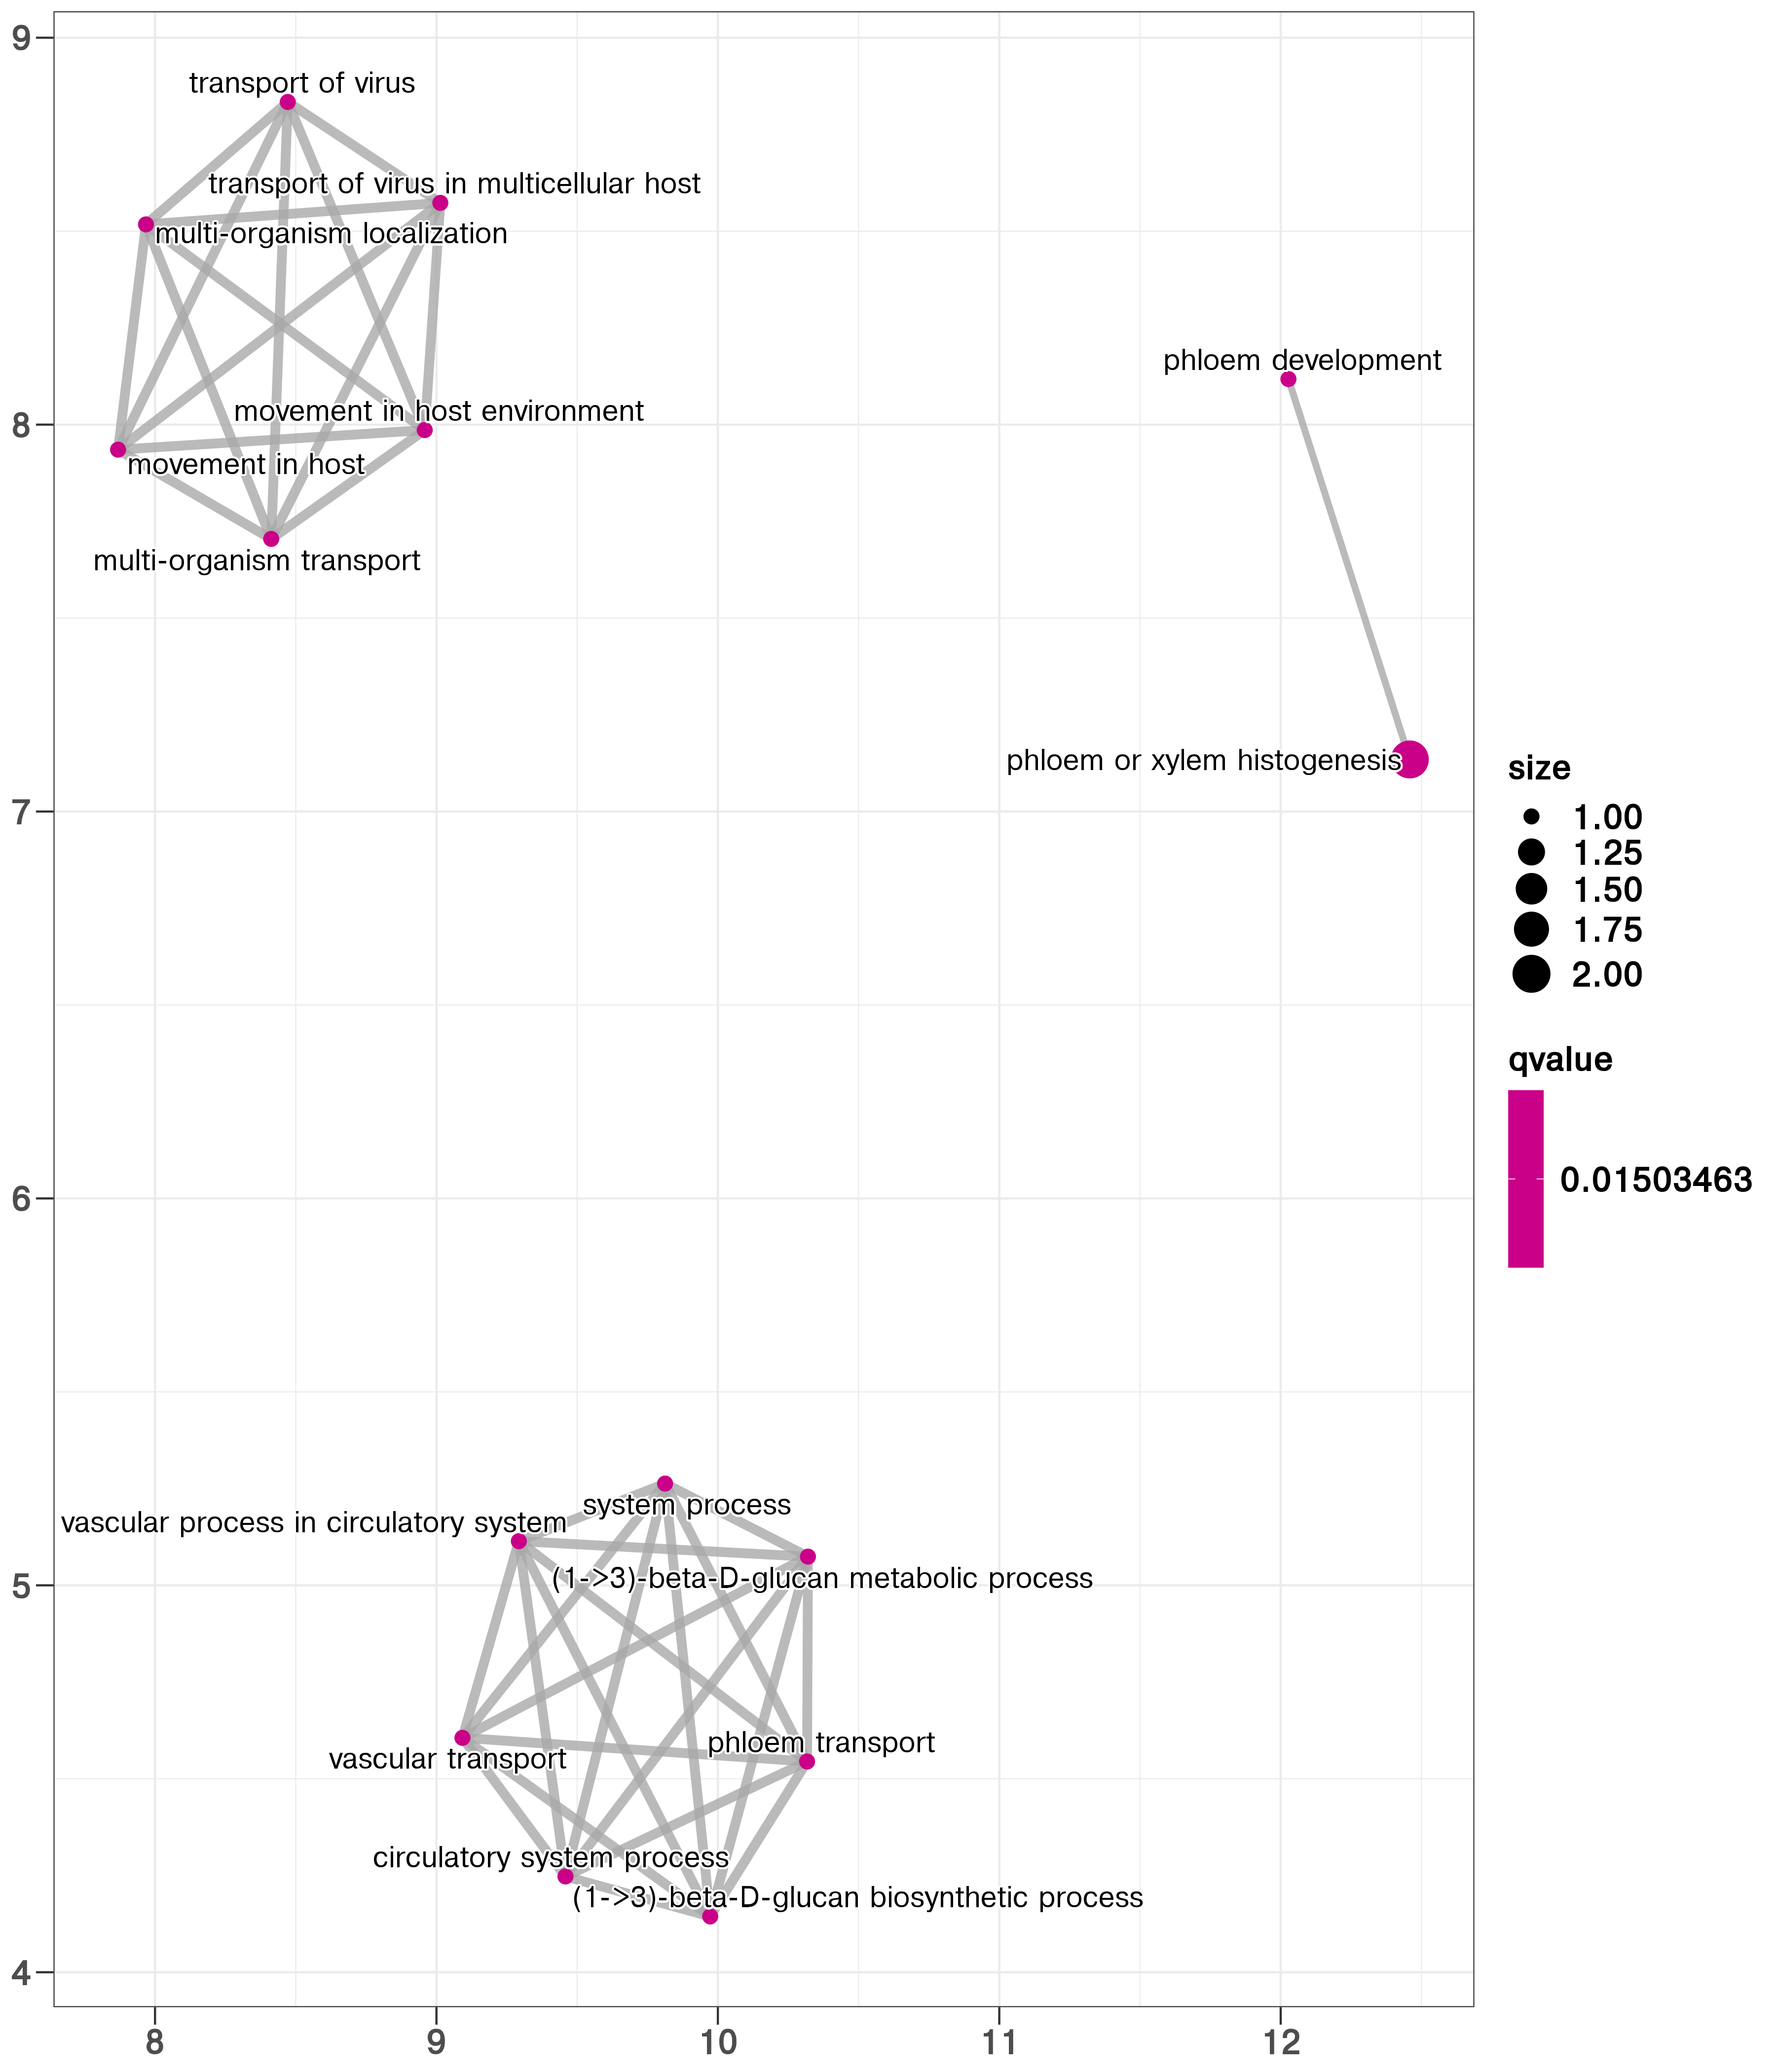 9
transport of virus
transport of virus in multicellular host
multi-organism localization
phloem development
8
movement in host environment
movement in host
multi-organism transport
phloem or xylem histogenesis
size
7
1.00
1.25
1.50
1.75
2.00
qvalue
0.01503463
6
system process
vascular process in circulatory system
(1->3)-beta-D-glucan metabolic process
5
phloem transport
vascular transport
circulatory system process
(1->3)-beta-D-glucan biosynthetic process
4
8 9 10 11 12